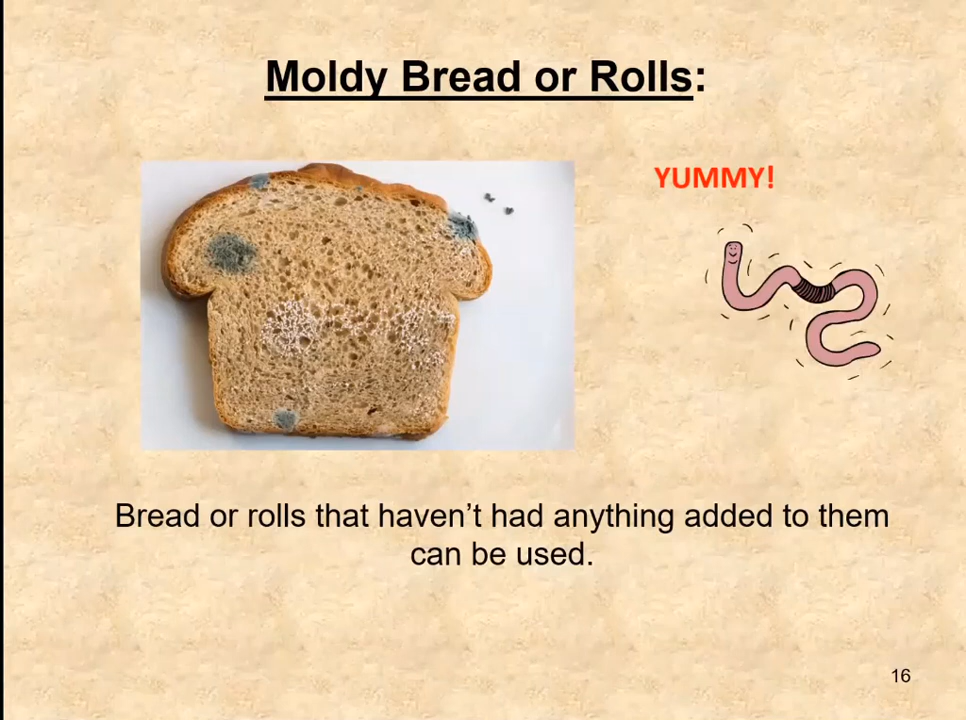 Moldy Bread or Rolls:
YUMMY!
Bread or rolls that haven’t had anything added to them
can be used.
16